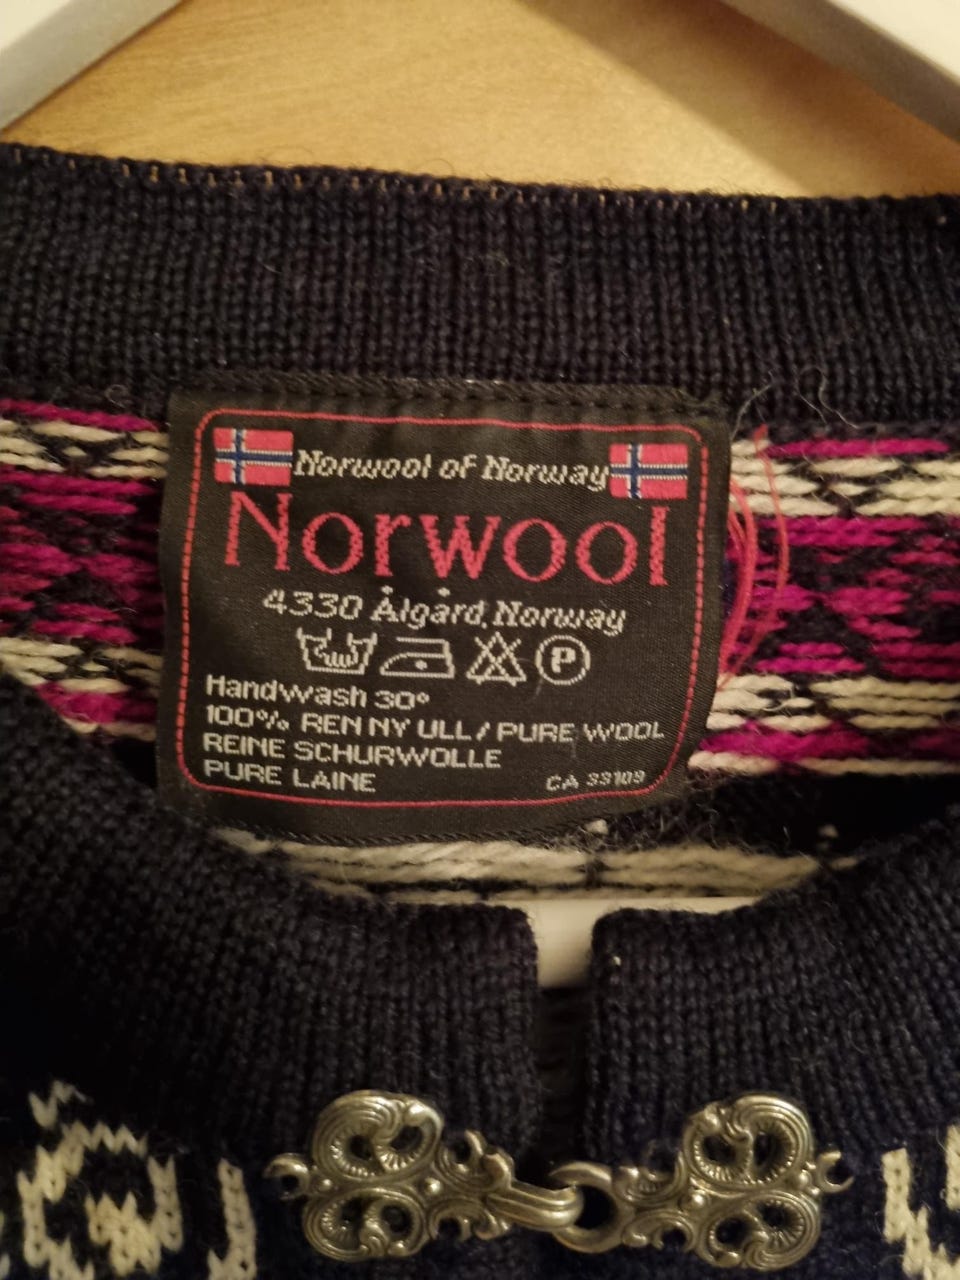 Norwool of Norway
Norwool
4330 Ålgård, Norway
P
Handwash 30°
100% REN NY ULL / PURE WOOL
REINE SCHURWOLLE
PURE LAINE
CA 33109